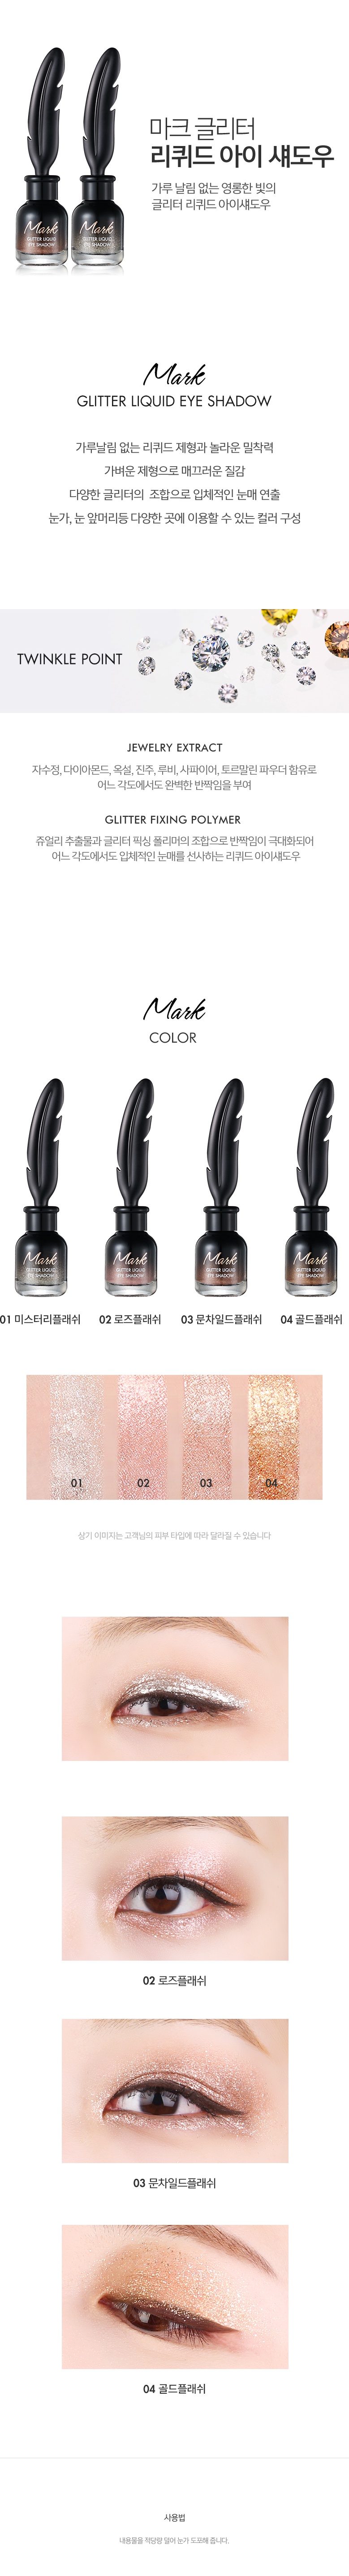 마크 글리터
리퀴드 아이 섀도우
가루 날림 없는 영롱한 빛의
글리터 리퀴드 아이섀도우
Mark
GLITTER LIQUID
EYE SHADOW
Mark
GLITTER LIQUID
EYE SHADOW
Mark
GLITTER LIQUID EYE SHADOW
가루날림 없는 리퀴드 제형과 놀라운 밀착력
가벼운 제형으로 매끄러운 질감
다양한 글리터의 조합으로 입체적인 눈매 연출
눈가, 눈 앞머리등 다양한 곳에 이용할 수 있는 컬러 구성
TWINKLE POINT
JEWELRY EXTRACT
자수정, 다이아몬드, 옥설, 진주, 루비, 사파이어, 토르말린 파우더 함유로
어느 각도에서도 완벽한 반짝임을 부여
GLITTER FIXING POLYMER
쥬얼리 추출물과 글리터 픽싱 폴리머의 조합으로 반짝임이 극대화되어
어느 각도에서도 입체적인 눈매를 선사하는 리퀴드 아이섀도우
Mark
COLOR
Mark
GLITTER LIQUID
EYE SHADOW
Mark
GLITTER LIQUID
EYE SHADOW
Mark
GLITTER LIQUID
EYE SHADOW
Mark
GLITTER LIQUID
EYE SHADOW
01 미스터리플래쉬
02 로즈플래쉬
03 문차일드플래쉬
04 골드플래쉬
01
02
03
04
상기 이미지는 고객님의 피부 타입에 따라 달라질 수 있습니다
02 로즈플래쉬
03 문차일드플래쉬
04 골드플래쉬
사용법
내용물을 적당량 덜어 눈가 도포해 줍니다.